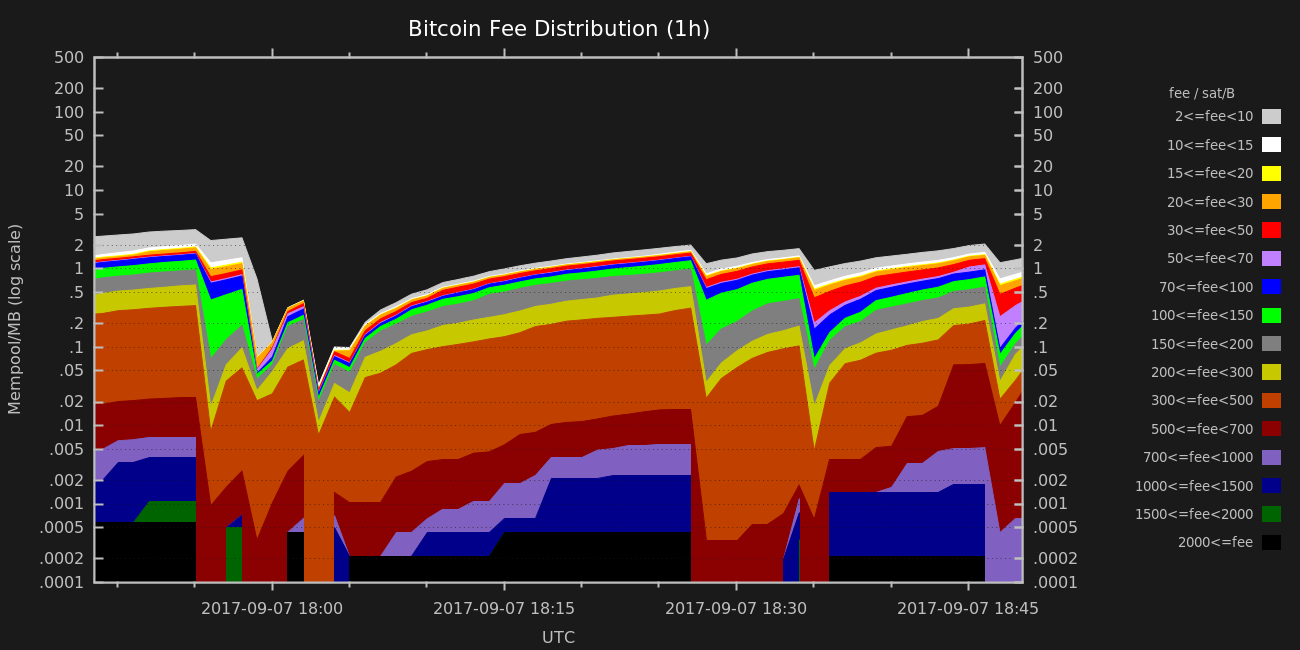 Bitcoin Fee Distribution (1h)
Mempool/MB (log scale)
500
200
100
50
20
10
5
2
1
.5
.2
.1
.05
.02
.01
.005
.002
.001
.0005
.0002
.0001
500
200
100
50
20
10
5
2
1
.5
.2
.1
.05
.02
.01
.005
.002
.001
.0005
.0002
.0001
2017-09-07 18:00
2017-09-07 18:15
2017-09-07 18:30
2017-09-07 18:45
UTC
fee / sat/B
2<=fee<10
10<=fee<15
15<=fee<20
20<=fee<30
30<=fee<50
50<=fee<70
70<=fee<100
100<=fee<150
150<=fee<200
200<=fee<300
300<=fee<500
500<=fee<700
700<=fee<1000
1000<=fee<1500
1500<=fee<2000
2000<=fee